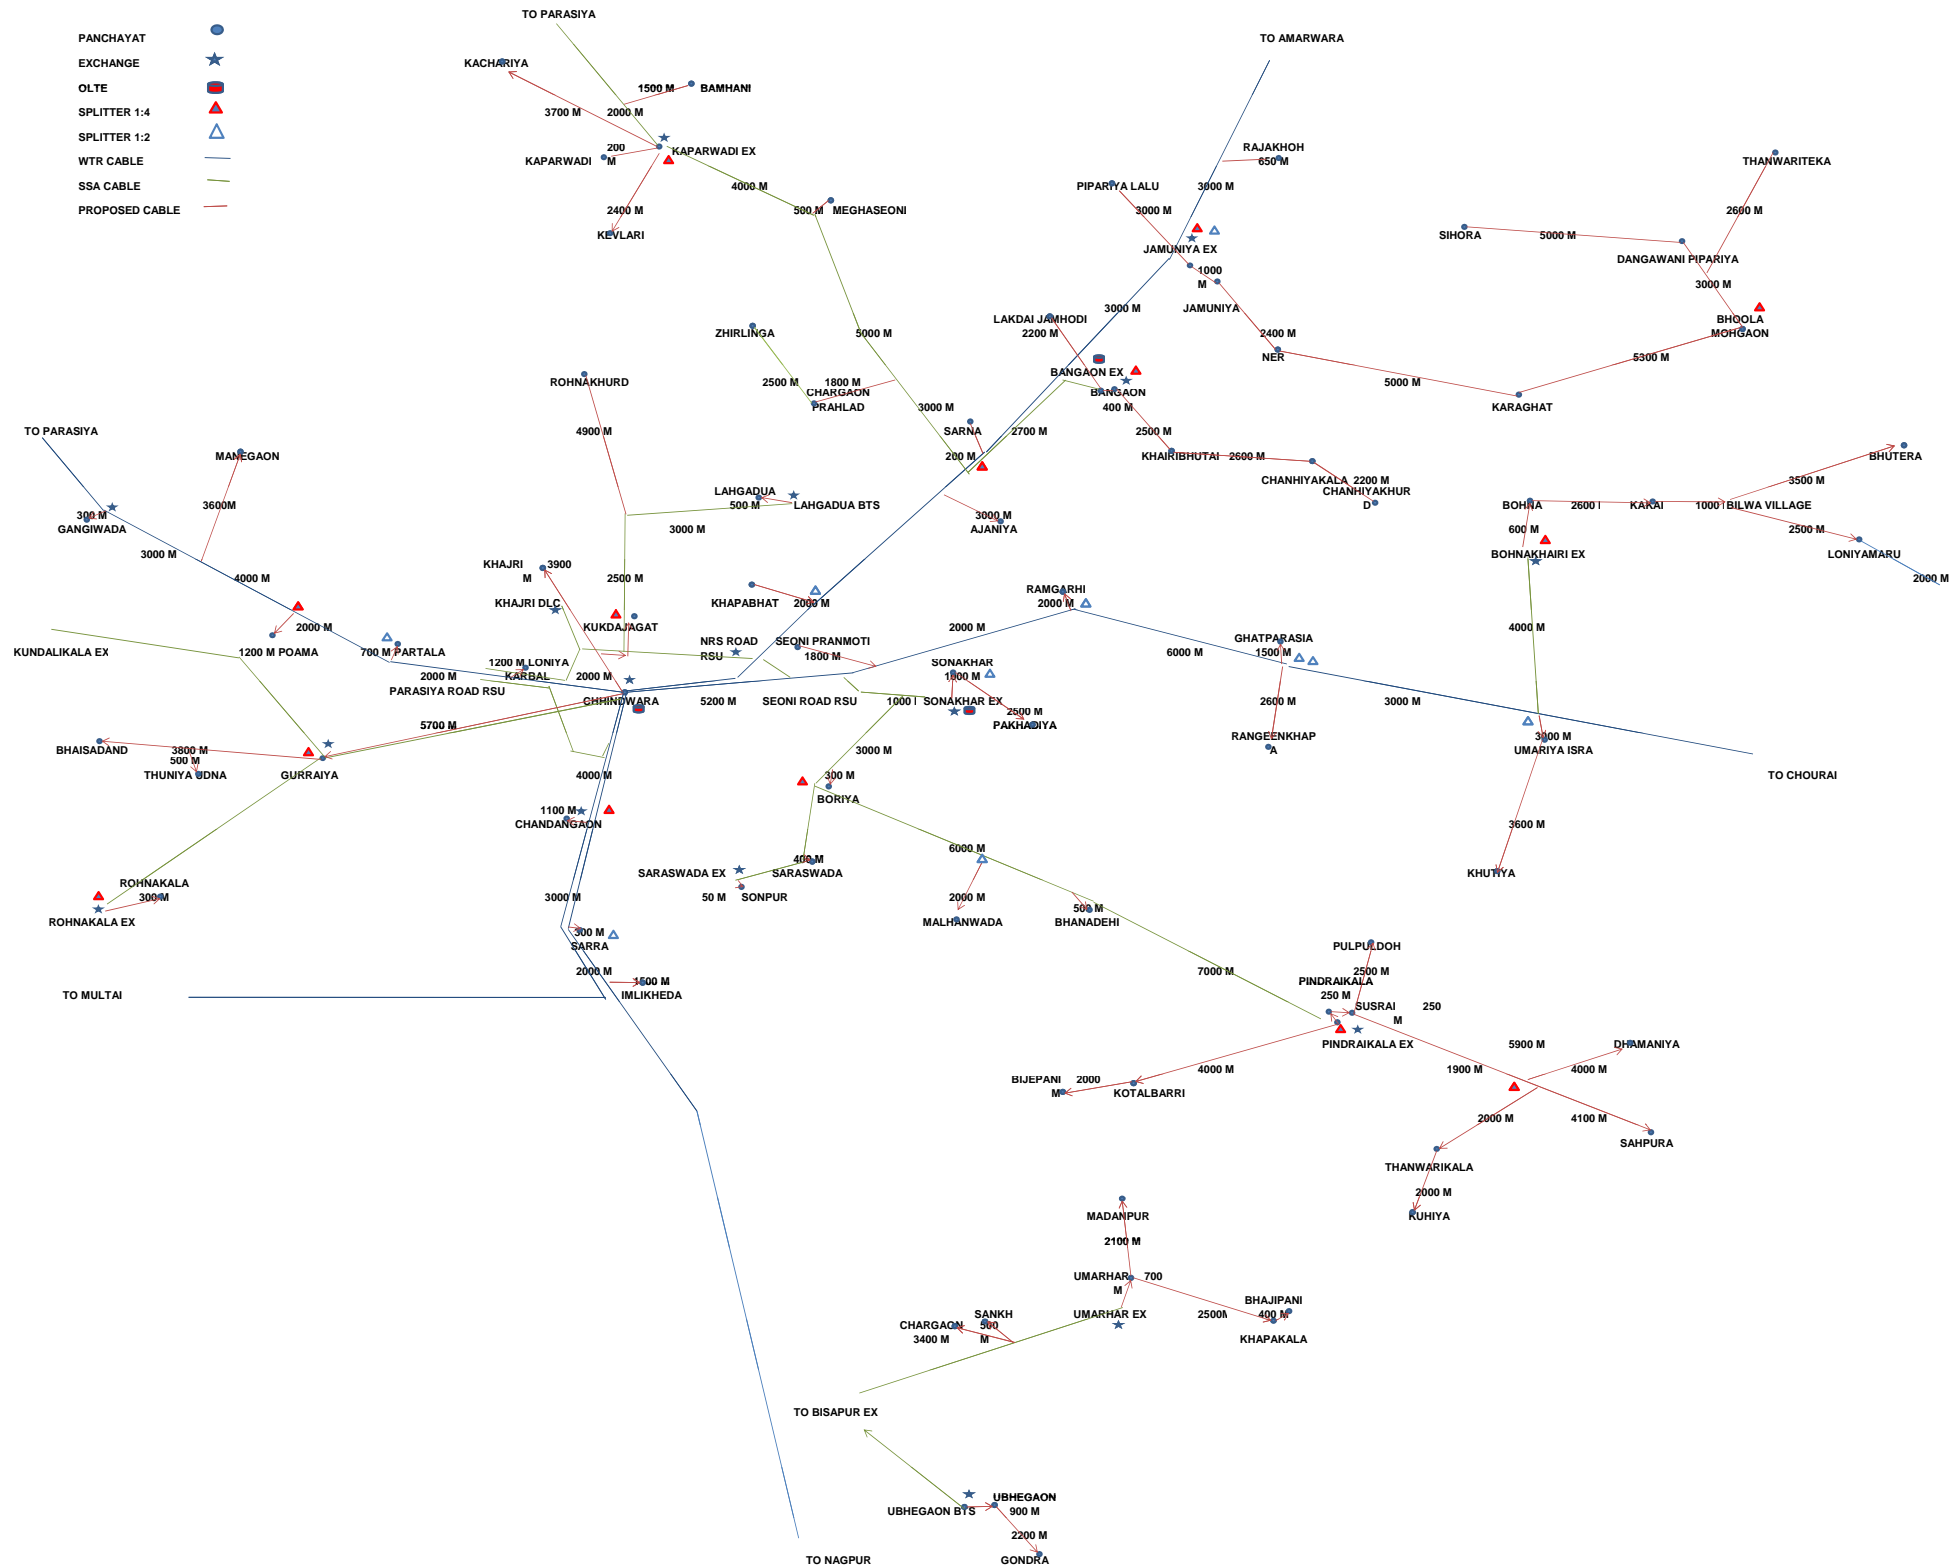 TO PARASIYA
PANCHAYAT
EXCHANGE
OLTE
SPLITTER 1:4
SPLITTER 1:2
WTR CABLE
SSA CABLE
PROPOSED CABLE
TO AMARWARA
KACHARIYA
1500 M
BAMHANI
3700 M
2000 M
KAPARWADI
200
M
KAPARWADI EX
4000 M
2400 M
KEVLARI
500 M
MEGHASEONI
RAJAKHOH
650 M
PIPARIYA LALU
3000 M
3000 M
JAMUNIYA EX
1000
M
JAMUNIYA
THANWARITEKA
2600 M
SIHORA
5000 M
DANGAWANI PIPARIYA
3000 M
BHOOLA
MOHGAON
ZHIRLINGA
5000 M
2500 M
1800 M
CHARGAON
PRAHLAD
3000 M
LAKDAI JAMHODI
2200 M
3000 M
BANGAON EX
BANGAON
400 M
2400 M
NER
5300 M
5000 M
KARAGHAT
ROHNAKHURD
4900 M
SARNA
200 M
2700 M
2500 M
KHAIRIBHUTAI
2600 M
CHANHIYAKALA
2200 M
CHANHIYAKHUR
D
BHUTERA
3500 M
TO PARASIYA
MANEGAON
300 M
GANGIWADA
3600M
3000 M
4000 M
LAHGADUA
500 M
LAHGADUA BTS
3000 M
3000 M
AJANIYA
BOHNA
2600 M
KAKAI
1000 M
BILWA VILLAGE
600 M
BOHNAKHAIRI EX
2500 M
LONIYAMARU
2000 M
KHAJRI
3900
M
2500 M
KHAJRI DLC
KHAPABHAT
2000 M
RAMGARHI
2000 M
KUKDAJAGAT
2000 M
1200 M
POAMA
700 M
PARTALA
KUNDALIKALA EX
NRS ROAD
RSU
SEONI PRANMOTI
1800 M
2000 M
GHATPARASIA
1500 M
6000 M
4000 M
1200 M
LONIYA
KARBAL
2000 M
PARASIYA ROAD RSU
2000 M
CHHINDWARA
5200 M
SEONI ROAD RSU
SONAKHAR
1800 M
1000 M
SONAKHAR EX
2500 M
PAKHADIYA
2600 M
RANGEENKHAP
A
3000 M
UMARIYA ISRA
TO CHOURAI
5700 M
BHAISADAND
3800 M
500 M
THUNIYA UDNA
GURRAIYA
4000 M
3000 M
300 M
BORIYA
1100 M
CHANDANGAON
3600 M
KHUTIYA
6000 M
400 M
SARASWADA
SARASWADA EX
50 M
SONPUR
2000 M
MALHANWADA
500 M
BHANADEHI
ROHNAKALA
300 M
ROHNAKALA EX
3000 M
300 M
SARRA
2000 M
1500 M
IMLIKHEDA
TO MULTAI
7000 M
PULPULDOH
2500 M
PINDRAIKALA
250 M
SUSRAI
250
M
PINDRAIKALA EX
5900 M
DHAMANIYA
1900 M
4000 M
4000 M
BIJEPANI
2000
M
KOTALBARRI
2000 M
4100 M
SAHPURA
THANWARIKALA
2000 M
KUHIYA
MADANPUR
2100 M
UMARHAR
700
M
UMARHAR EX
2500M
BHAJIPANI
400 M
KHAPAKALA
SANKH
500
M
CHARGAON
3400 M
TO BISAPUR EX
UBHEGAON BTS
UBHEGAON
900 M
2200 M
GONDRA
TO NAGPUR